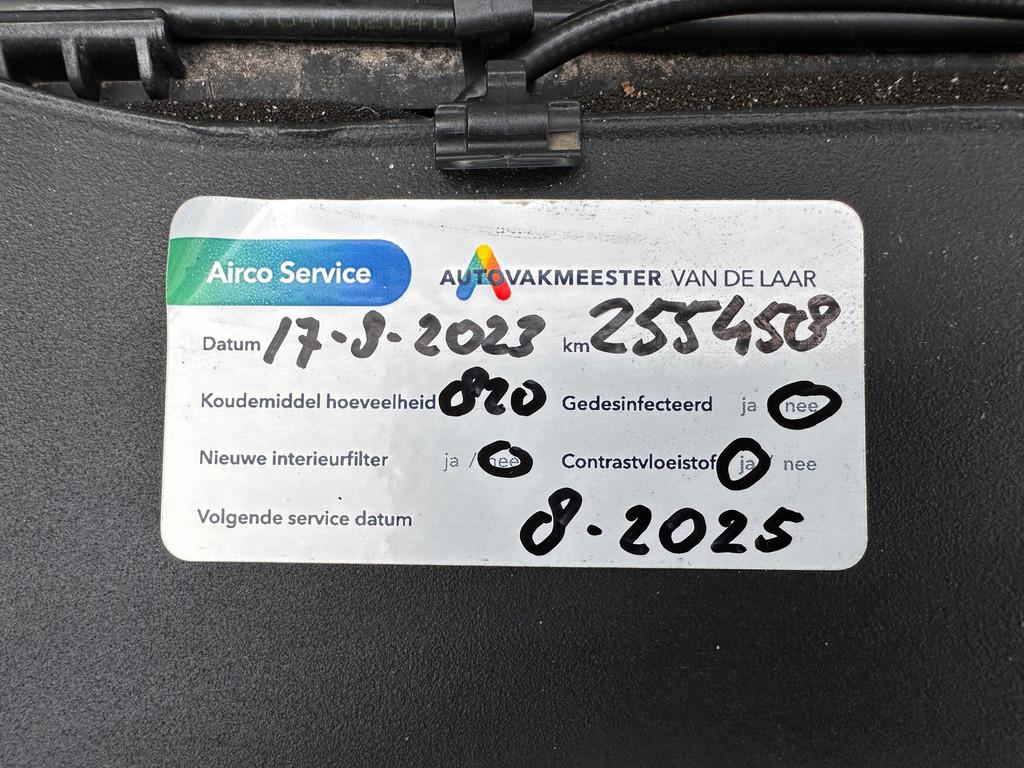 Airco Service AUTOVAKMEESTER VAN DE LAAR
Datum 17-8-2023 km 255458
Koudemiddel hoeveelheid 820 Gedesinfecteerd ja / nee
Nieuwe interieurfilter ja / nee Contrastvloeistof ja / nee
Volgende service datum 8-2025